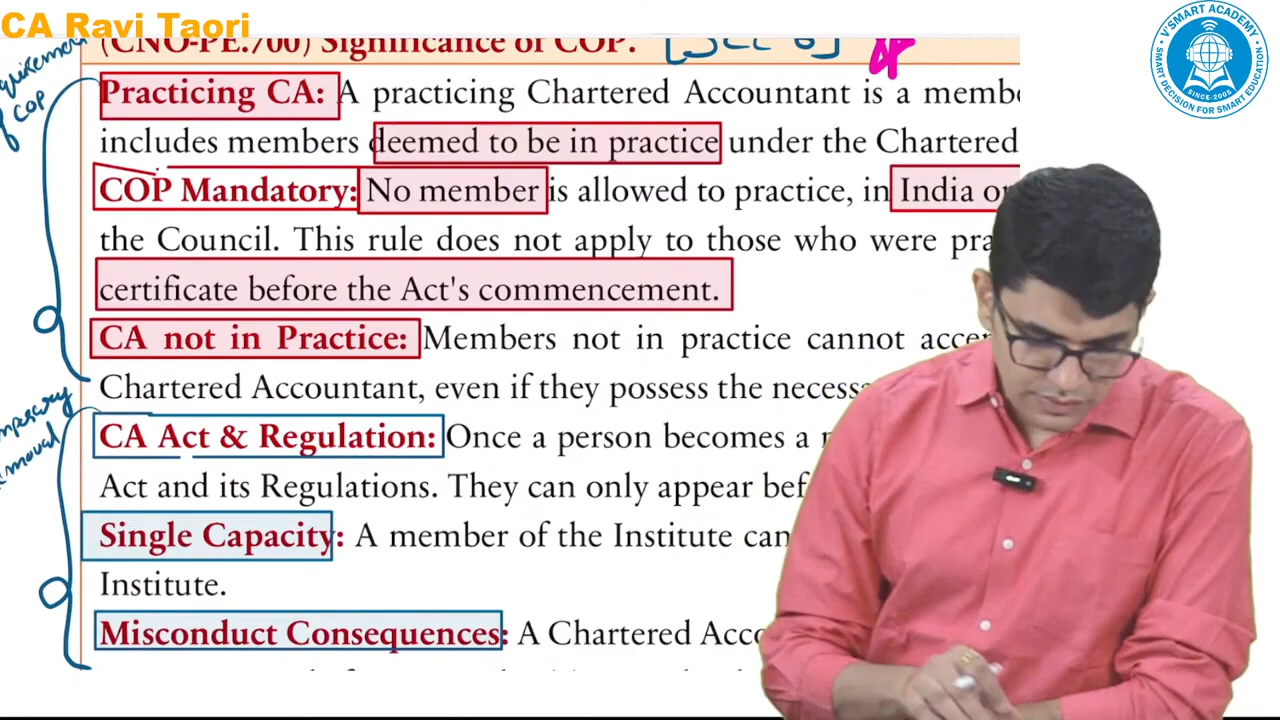 CA Ravi Taori
V'SMART ACADEMY
SMART DECISION FOR SMART EDUCATION
SINCE-2005
(CNO-PE.700) Significance of COP: [Sec 6]
of COP
Practicing CA: A practicing Chartered Accountant is a memb
includes members deemed to be in practice under the Chartered
COP Mandatory: No member is allowed to practice, in India or
the Council. This rule does not apply to those who were pra
certificate before the Act's commencement.
CA not in Practice: Members not in practice cannot acce
Chartered Accountant, even if they possess the necess
CA Act & Regulation: Once a person becomes a
Act and its Regulations. They can only appear bef
Single Capacity: A member of the Institute can
Institute.
Misconduct Consequences: A Chartered Acco